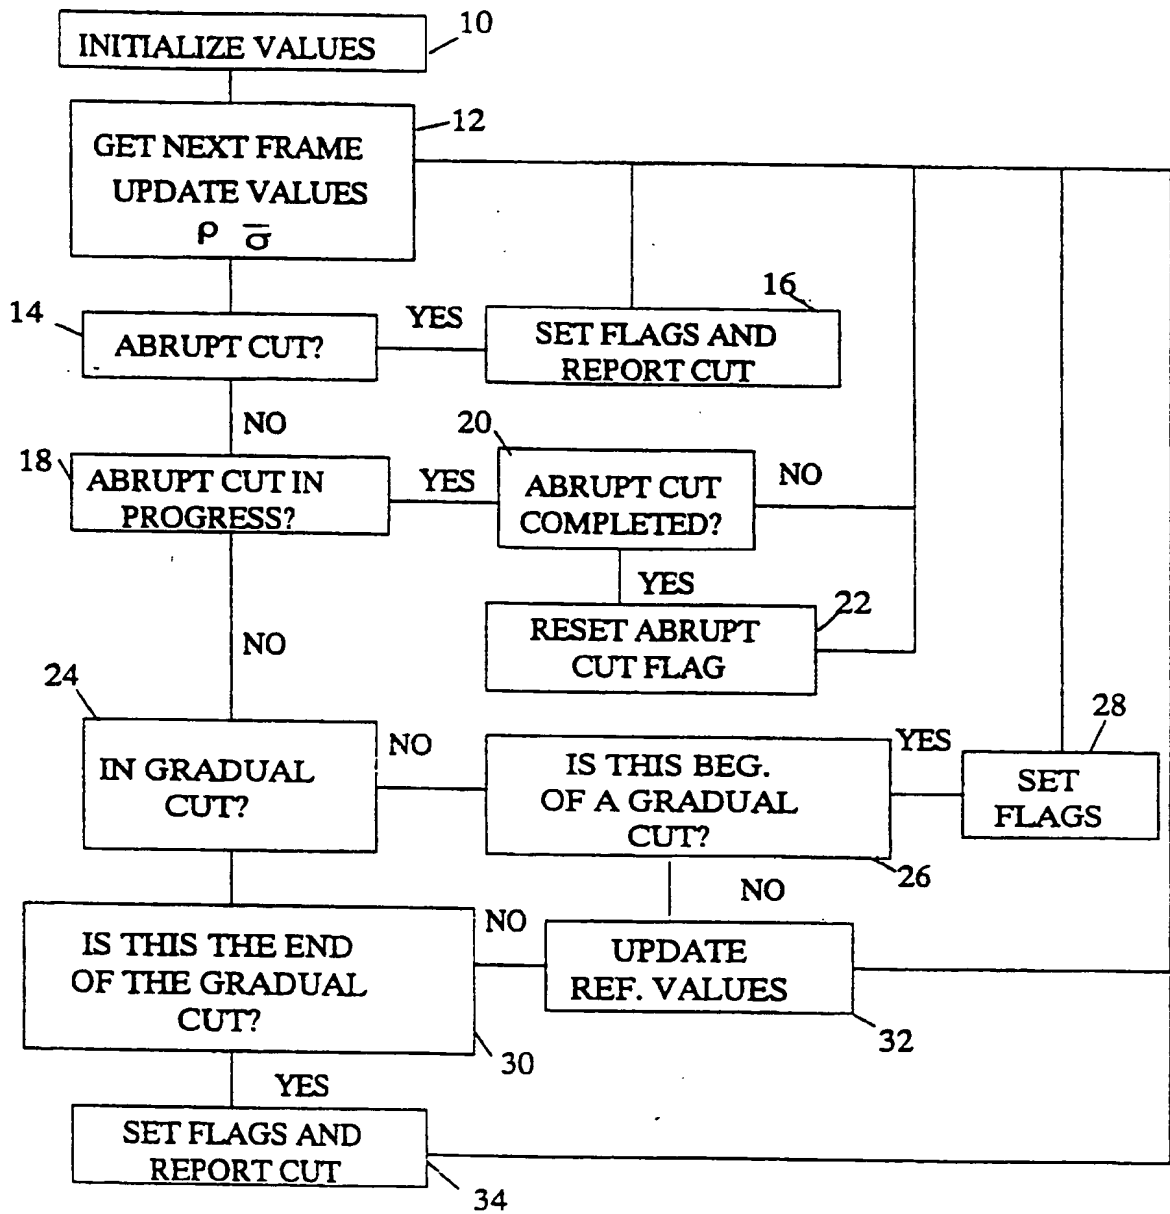 INITIALIZE VALUES
10
GET NEXT FRAME
UPDATE VALUES
ρ σ̅
12
14
ABRUPT CUT?
YES
16
SET FLAGS AND
REPORT CUT
NO
18
ABRUPT CUT IN
PROGRESS?
YES
20
ABRUPT CUT
COMPLETED?
NO
YES
22
RESET ABRUPT
CUT FLAG
NO
24
IN GRADUAL
CUT?
NO
IS THIS BEG.
OF A GRADUAL
CUT?
26
YES
28
SET
FLAGS
NO
IS THIS THE END
OF THE GRADUAL
CUT?
30
NO
UPDATE
REF. VALUES
32
YES
SET FLAGS AND
REPORT CUT
34